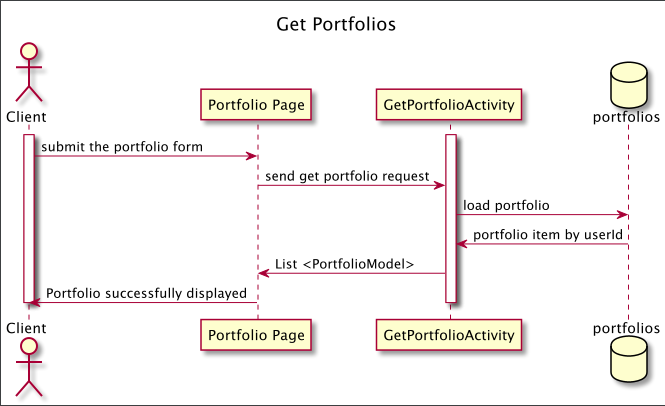 Get Portfolios
Client
Portfolio Page
GetPortfolioActivity
portfolios
submit the portfolio form
send get portfolio request
load portfolio
portfolio item by userId
List <PortfolioModel>
Portfolio successfully displayed
Client
Portfolio Page
GetPortfolioActivity
portfolios